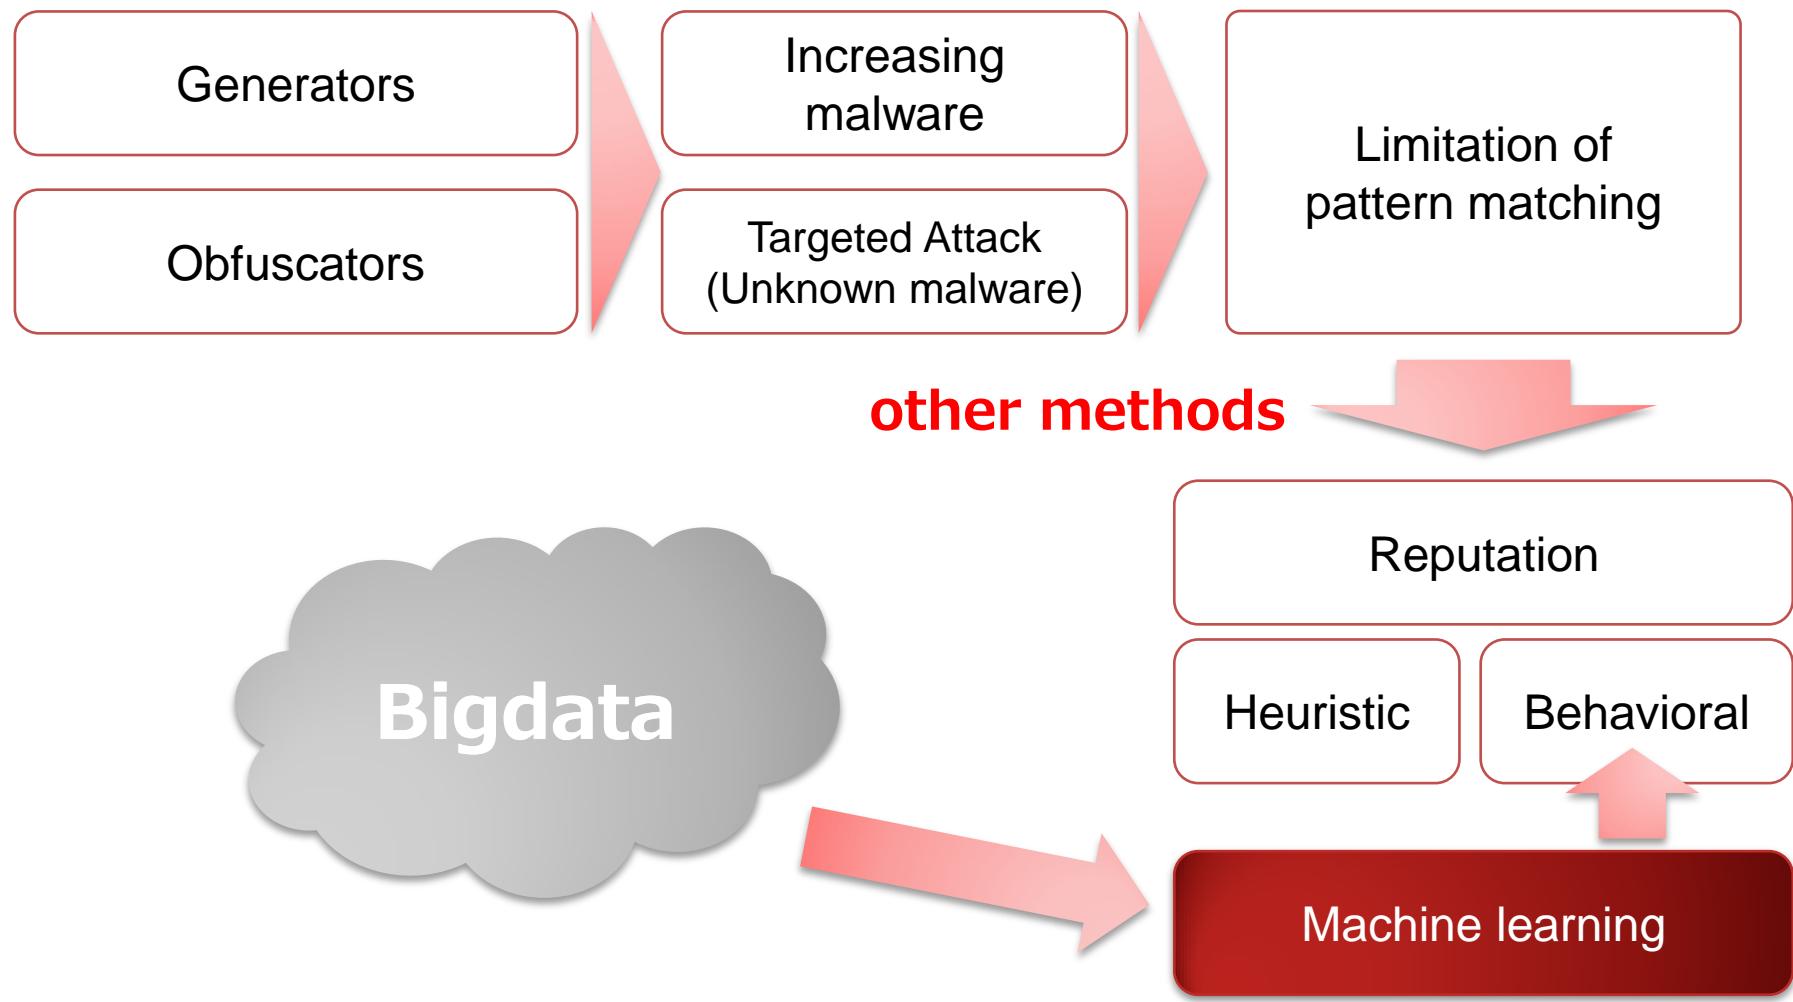 Generators
Increasing
malware
Limitation of
pattern matching
Obfuscators
Targeted Attack
(Unknown malware)
other methods
Reputation
Bigdata
Heuristic
Behavioral
Machine learning